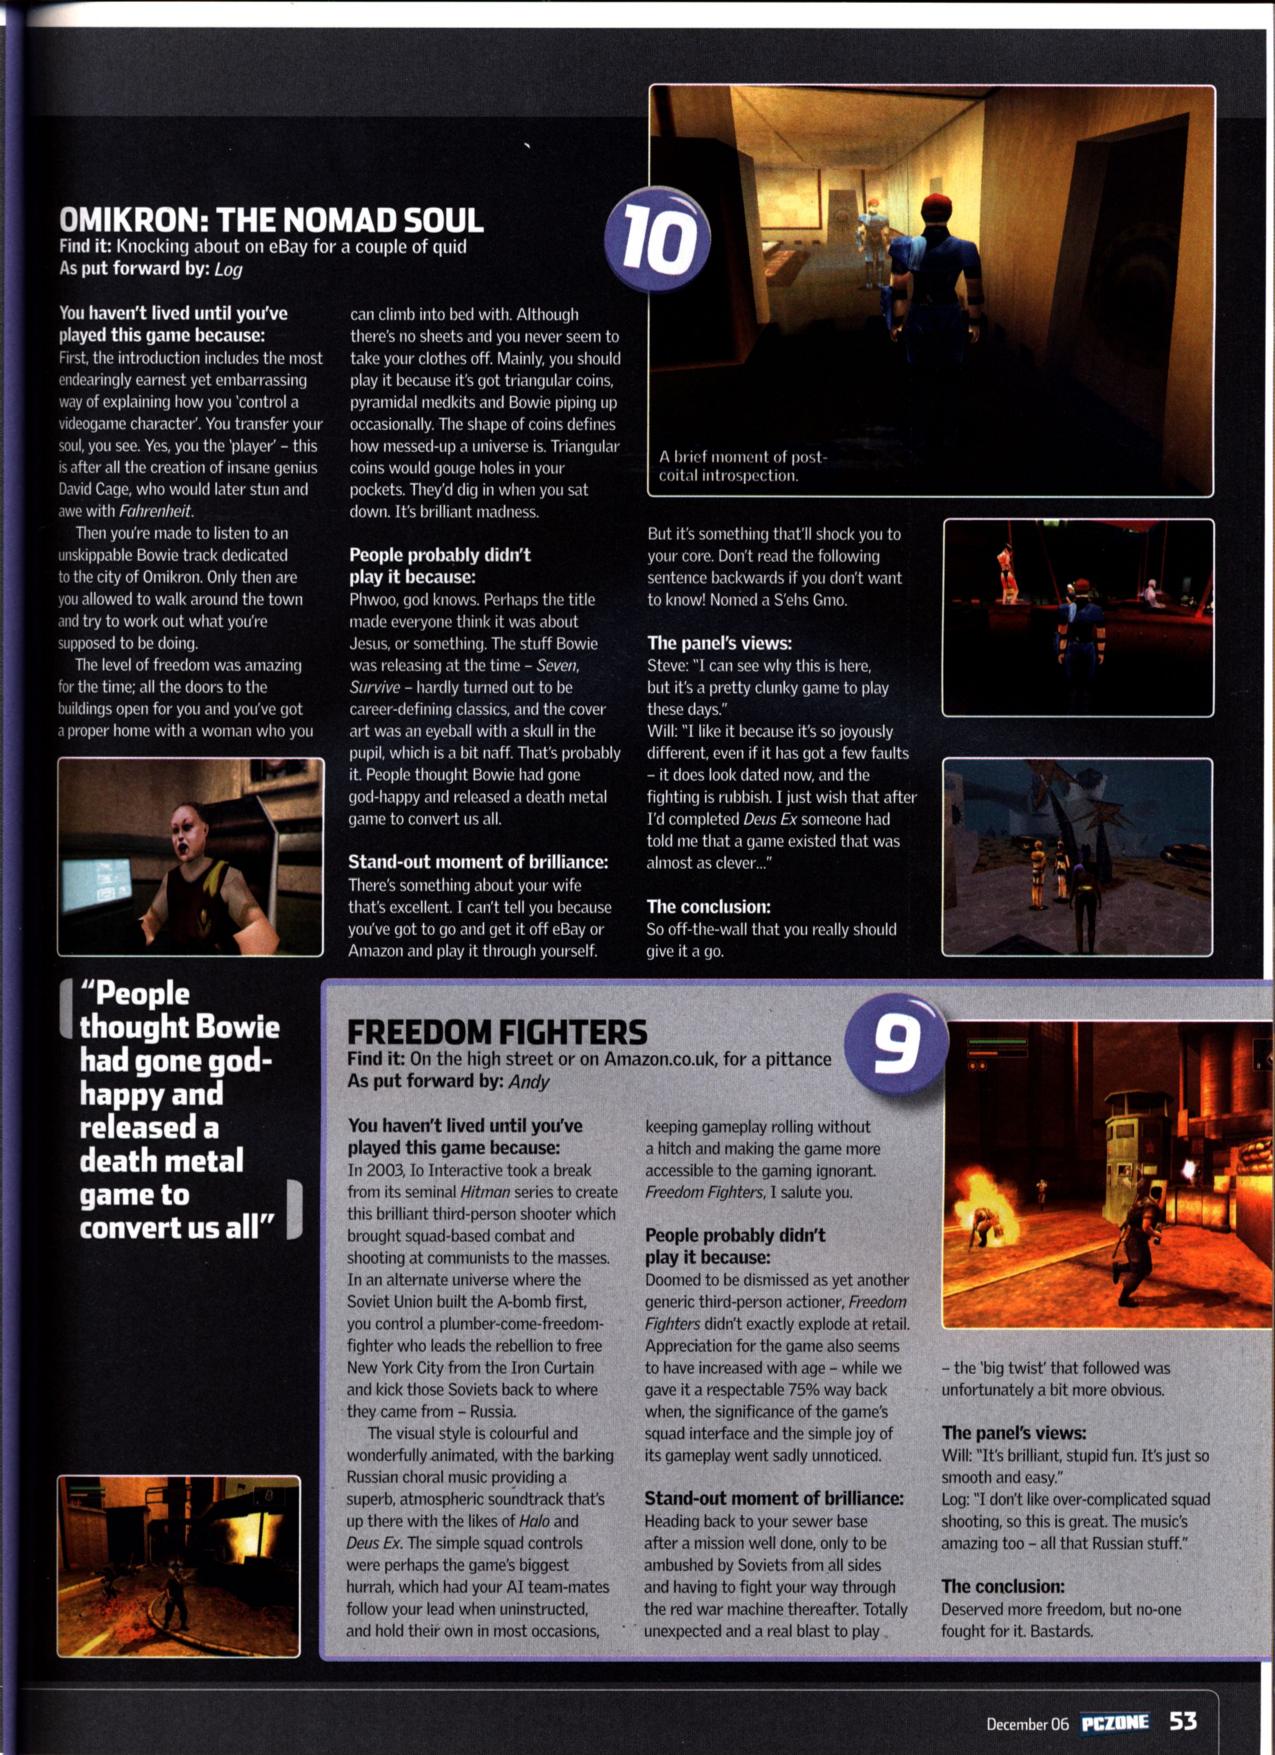 OMIKRON: THE NOMAD SOUL
Find it: Knocking about on eBay for a couple of quid
As put forward by: Log
10
You haven't lived until you've
played this game because:
First, the introduction includes the most
endearingly earnest yet embarrassing
way of explaining how you 'control a
videogame character'. You transfer your
soul, you see. Yes, you the 'player' – this
is after all the creation of insane genius
David Cage, who would later stun and
awe with Fahrenheit.
Then you're made to listen to an
unskippable Bowie track dedicated
to the city of Omikron. Only then are
you allowed to walk around the town
and try to work out what you're
supposed to be doing.
The level of freedom was amazing
for the time; all the doors to the
buildings open for you and you've got
a proper home with a woman who you
can climb into bed with. Although
there's no sheets and you never seem to
take your clothes off. Mainly, you should
play it because it's got triangular coins,
pyramidal medkits and Bowie piping up
occasionally. The shape of coins defines
how messed-up a universe is. Triangular
coins would gouge holes in your
pockets. They'd dig in when you sat
down. It's brilliant madness.
People probably didn't
play it because:
Phwoo, god knows. Perhaps the title
made everyone think it was about
Jesus, or something. The stuff Bowie
was releasing at the time – Seven,
Survive – hardly turned out to be
career-defining classics, and the cover
art was an eyeball with a skull in the
pupil, which is a bit naff. That's probably
it. People thought Bowie had gone
god-happy and released a death metal
game to convert us all.
Stand-out moment of brilliance:
There's something about your wife
that's excellent. I can't tell you because
you've got to go and get it off eBay or
Amazon and play it through yourself.
A brief moment of post-
coital introspection.
But it's something that'll shock you to
your core. Don't read the following
sentence backwards if you don't want
to know! Nomed a S'ehs Gmo.
The panel's views:
Steve: "I can see why this is here,
but it's a pretty clunky game to play
these days."
Will: "I like it because it's so joyously
different, even if it has got a few faults
– it does look dated now, and the
fighting is rubbish. I just wish that after
I'd completed Deus Ex someone had
told me that a game existed that was
almost as clever..."
The conclusion:
So off-the-wall that you really should
give it a go.
"People
thought Bowie
had gone god-
happy and
released a
death metal
game to
convert us all"
FREEDOM FIGHTERS
Find it: On the high street or on Amazon.co.uk, for a pittance
As put forward by: Andy
9
You haven't lived until you've
played this game because:
In 2003, Io Interactive took a break
from its seminal Hitman series to create
this brilliant third-person shooter which
brought squad-based combat and
shooting at communists to the masses.
In an alternate universe where the
Soviet Union built the A-bomb first,
you control a plumber-come-freedom-
fighter who leads the rebellion to free
New York City from the Iron Curtain
and kick those Soviets back to where
they came from – Russia.
The visual style is colourful and
wonderfully animated, with the barking
Russian choral music providing a
superb, atmospheric soundtrack that's
up there with the likes of Halo and
Deus Ex. The simple squad controls
were perhaps the game's biggest
hurrah, which had your AI team-mates
follow your lead when uninstructed,
and hold their own in most occasions,
keeping gameplay rolling without
a hitch and making the game more
accessible to the gaming ignorant.
Freedom Fighters, I salute you.
People probably didn't
play it because:
Doomed to be dismissed as yet another
generic third-person actioner, Freedom
Fighters didn't exactly explode at retail.
Appreciation for the game also seems
to have increased with age – while we
gave it a respectable 75% way back
when, the significance of the game's
squad interface and the simple joy of
its gameplay went sadly unnoticed.
Stand-out moment of brilliance:
Heading back to your sewer base
after a mission well done, only to be
ambushed by Soviets from all sides
and having to fight your way through
the red war machine thereafter. Totally
unexpected and a real blast to play
– the 'big twist' that followed was
unfortunately a bit more obvious.
The panel's views:
Will: "It's brilliant, stupid fun. It's just so
smooth and easy."
Log: "I don't like over-complicated squad
shooting, so this is great. The music's
amazing too – all that Russian stuff."
The conclusion:
Deserved more freedom, but no-one
fought for it. Bastards.
December 06 PCZONE 53